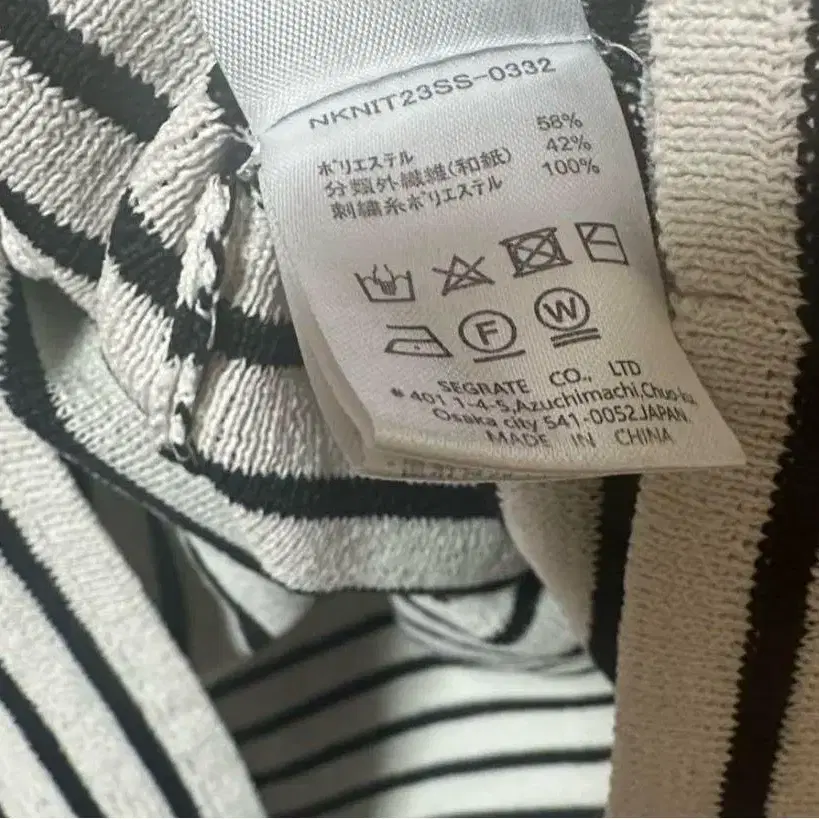 NKNIT23SS-0332
ポリエステル 58%
分類外繊維(和紙) 42%
刺繍糸ポリエステル 100%
F W
SEGRATE CO., LTD
#401 1-4-5,Azuchimachi,Chuo-ku,
Osaka city 541-0052.JAPAN.
MADE IN CHINA